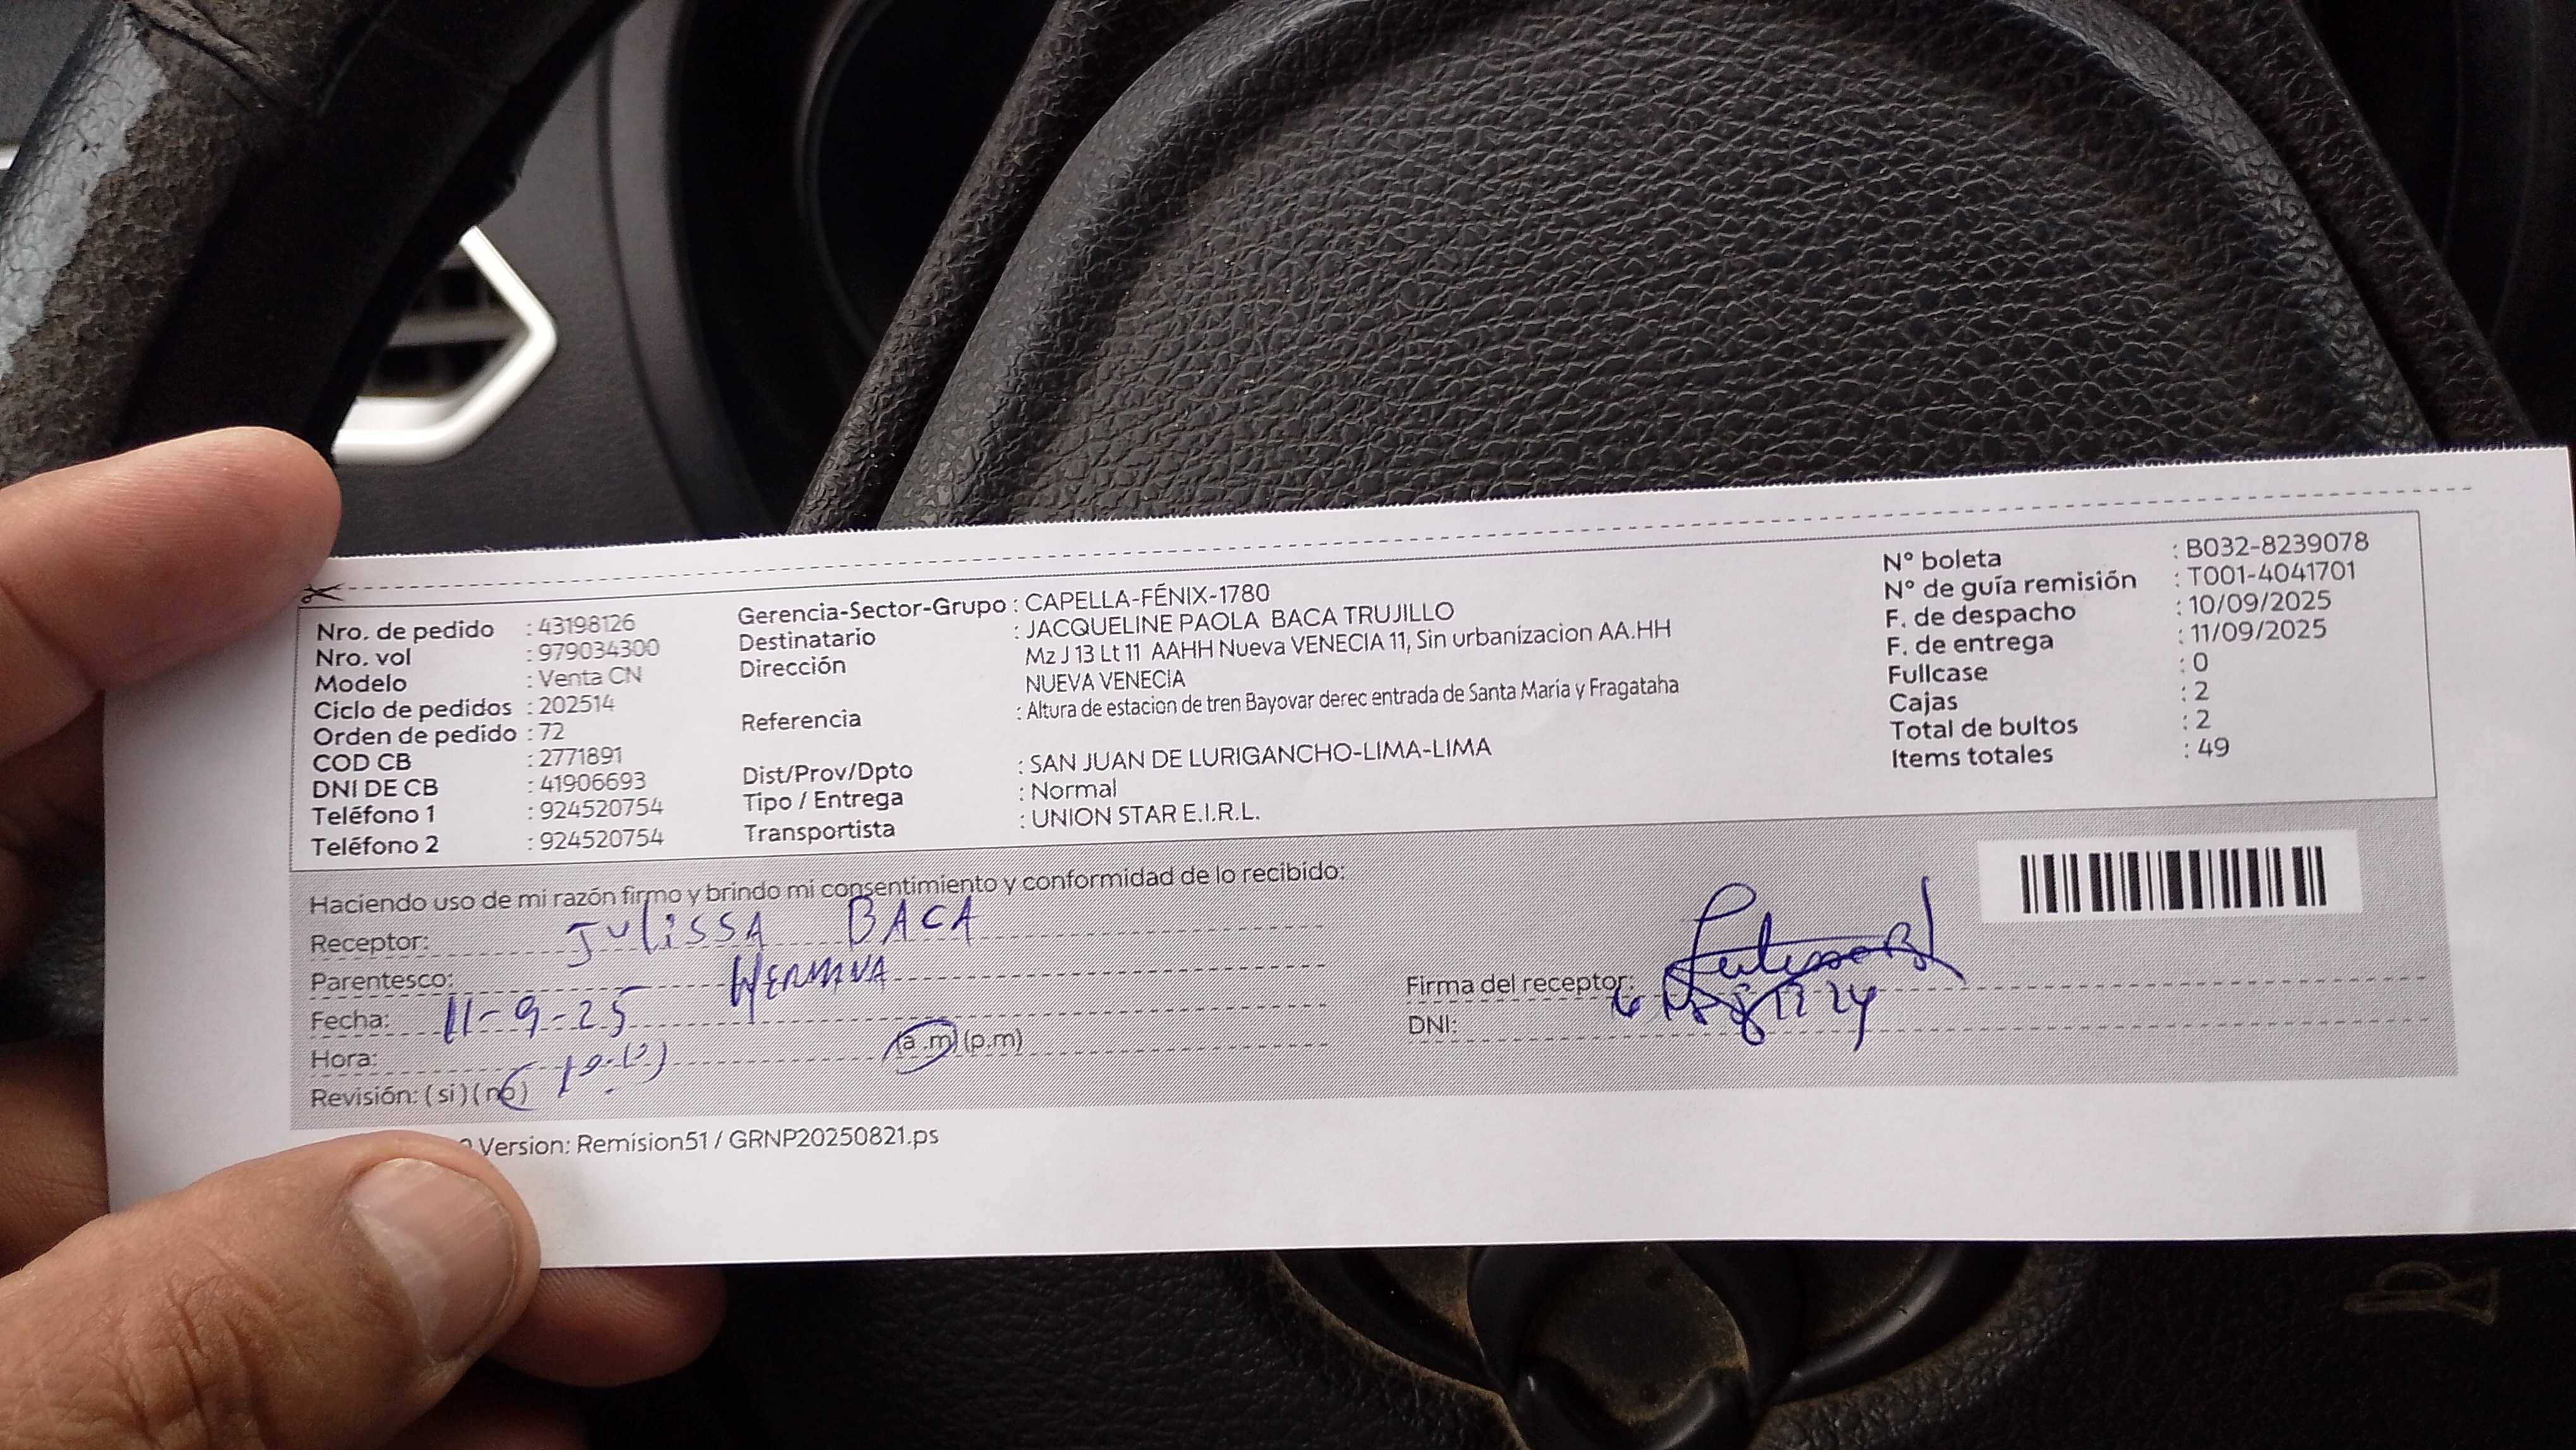 Nro. de pedido : 43198126
Nro. vol : 979034300
Modelo : Venta CN
Ciclo de pedidos : 202514
Orden de pedido : 72
COD CB : 2771891
DNI DE CB : 41906693
Teléfono 1 : 924520754
Teléfono 2 : 924520754
Gerencia-Sector-Grupo : CAPELLA-FÉNIX-1780
Destinatario : JACQUELINE PAOLA BACA TRUJILLO
Dirección Mz J 13 Lt 11 AAHH Nueva VENECIA 11, Sin urbanizacion AA.HH
NUEVA VENECIA
Referencia : Altura de estacion de tren Bayovar derec entrada de Santa María y Fragataha
Dist/Prov/Dpto : SAN JUAN DE LURIGANCHO-LIMA-LIMA
Tipo / Entrega : Normal
Transportista : UNION STAR E.I.R.L.
N° boleta : B032-8239078
N° de guía remisión : T001-4041701
F. de despacho : 10/09/2025
F. de entrega : 11/09/2025
Fullcase : 0
Cajas : 2
Total de bultos : 2
Items totales : 49
Haciendo uso de mi razón firmo y brindo mi consentimiento y conformidad de lo recibido:
Receptor: JULISSA BACA
Parentesco: HERMANA
Fecha: 11-9-25
Hora: (a.m) (p.m)
Revisión: (si) (no)
Firma del receptor:
DNI:
Version: Remision51 / GRNP20250821.ps